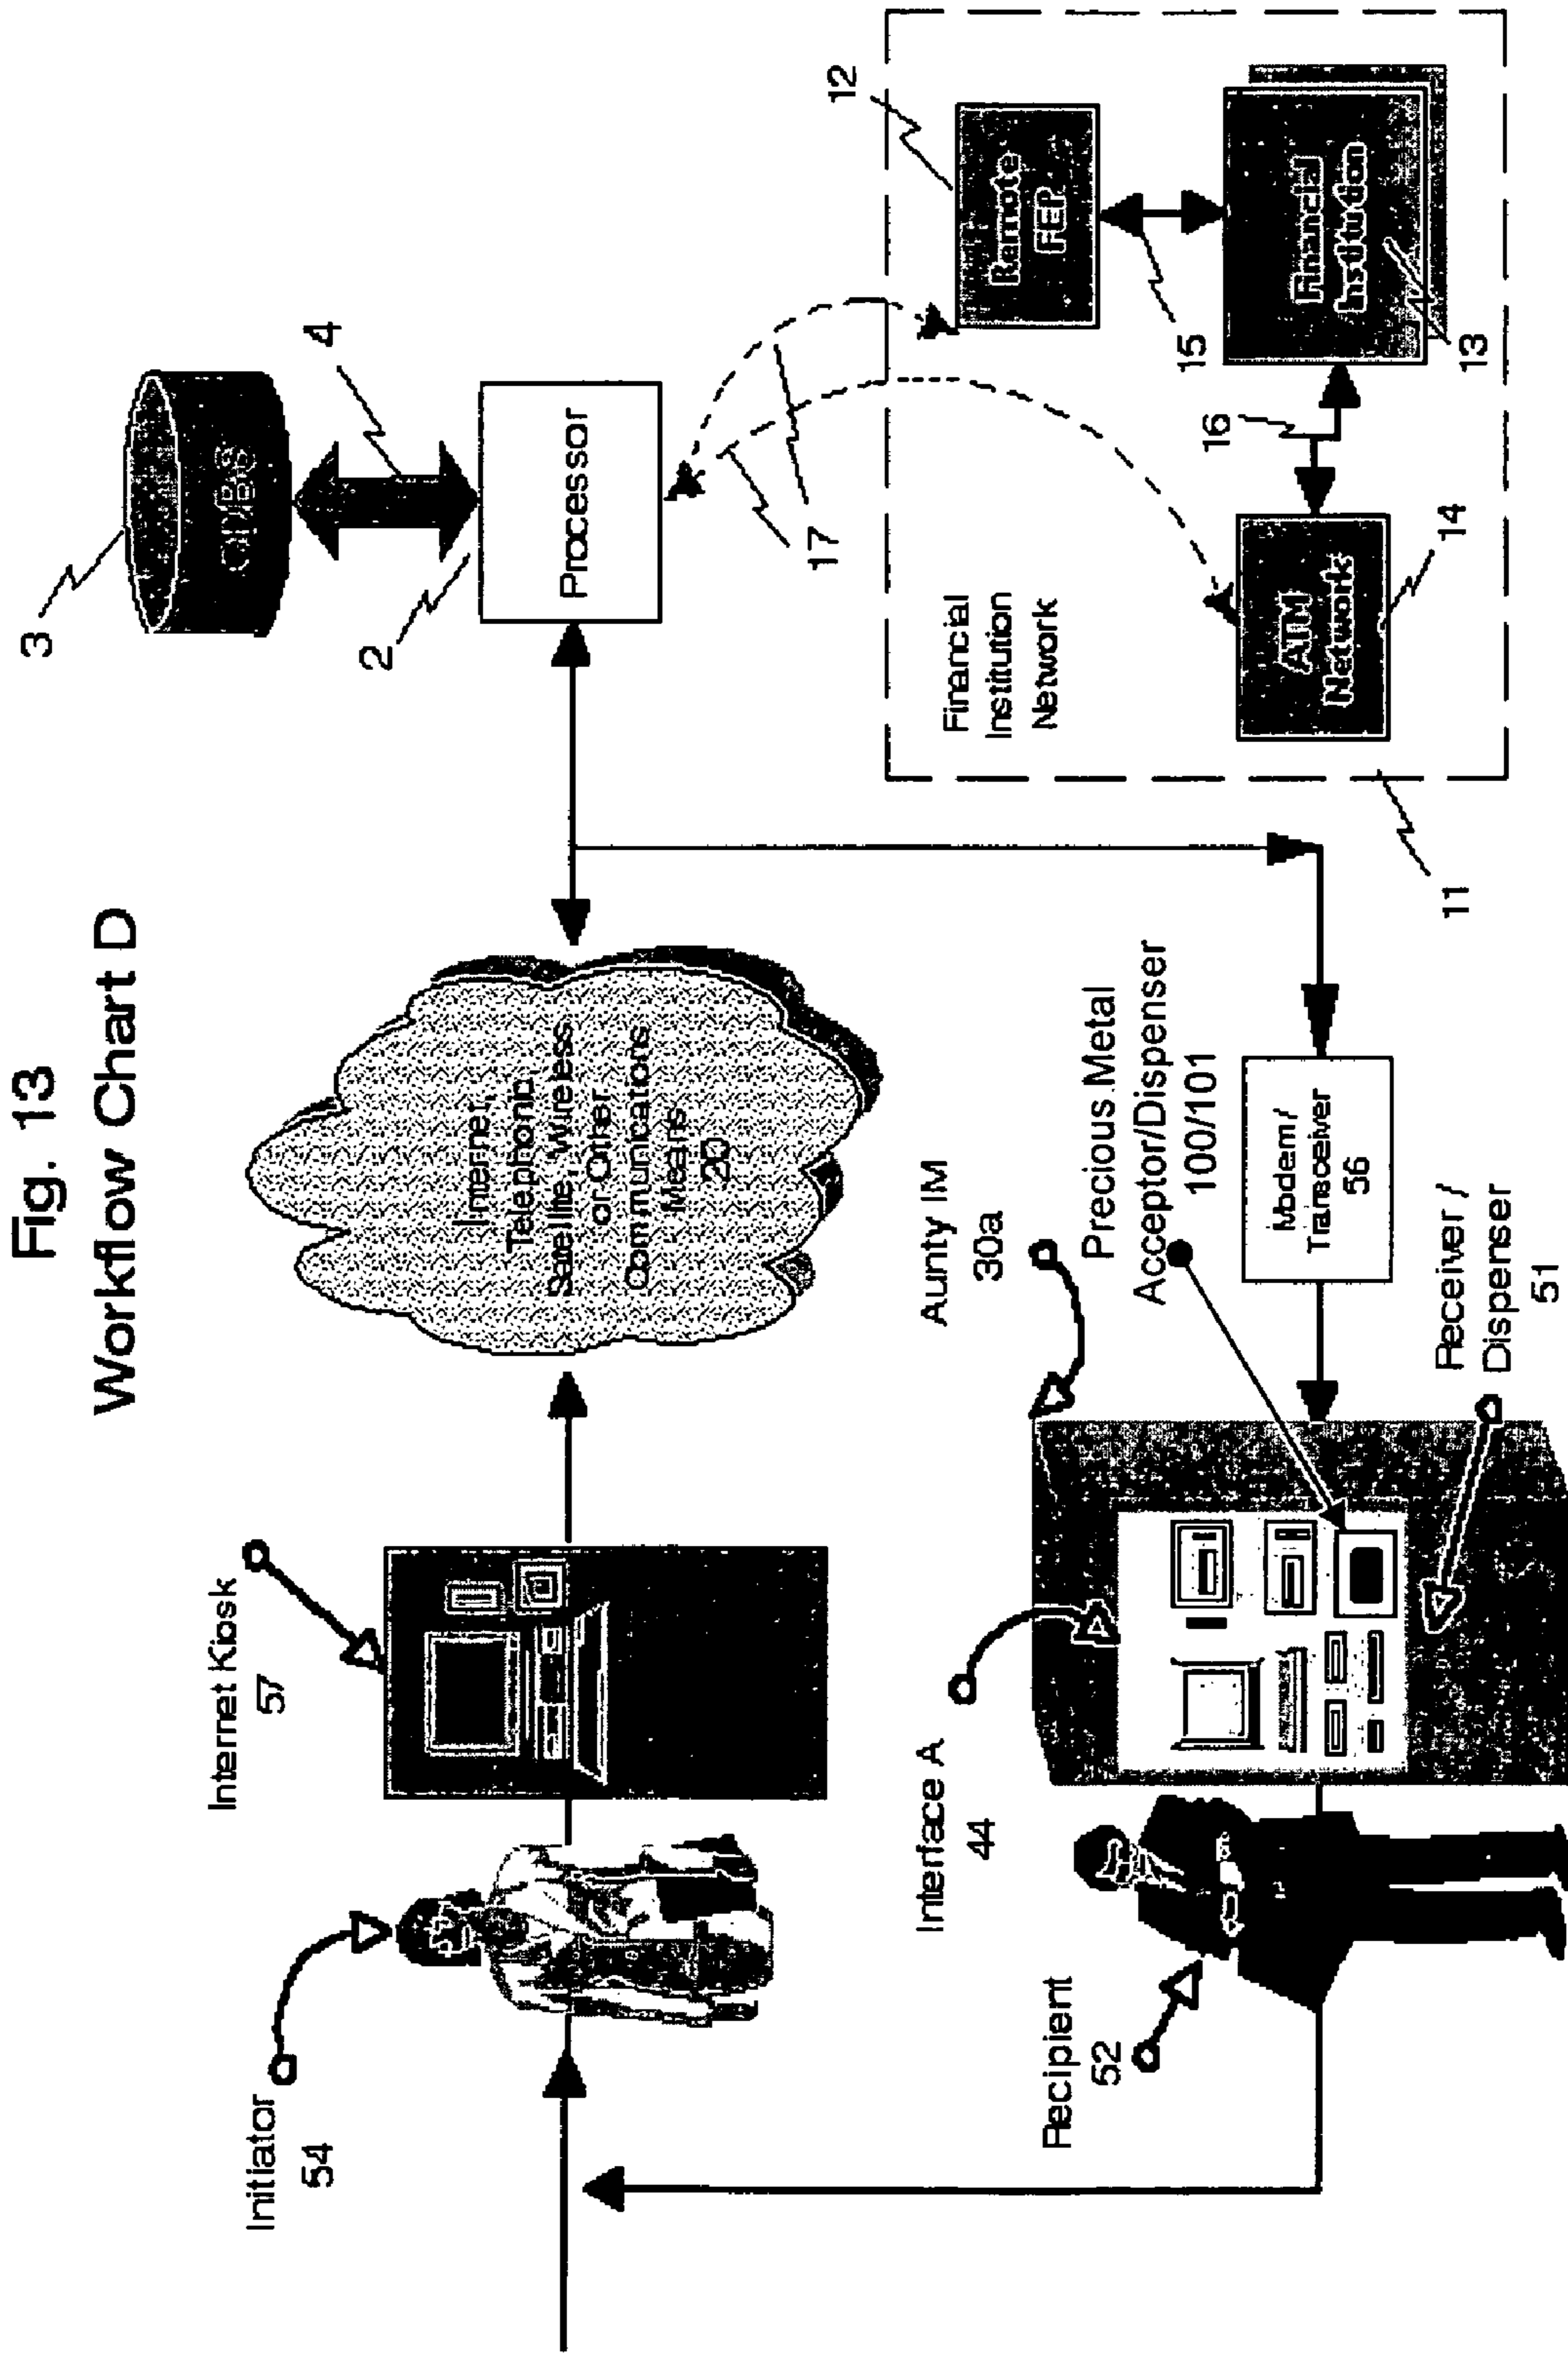 Fig. 13
Workflow Chart D
Initiator
54
Internet Kiosk
57
Internet,
Telephonic
Satellite, Wireless
or Other
Communications
Means
20
3
CDBS
4
2
Processor
17
Recipient
52
Interface A
44
Aunty IM
30a
Precious Metal
Acceptor/Dispenser
100/101
Modem/
Transceiver
56
Receiver /
Dispenser
51
Financial
Institution
Network
11
12
Remote
FEP
15
Financial
Institution
13
16
ATM
Network
14